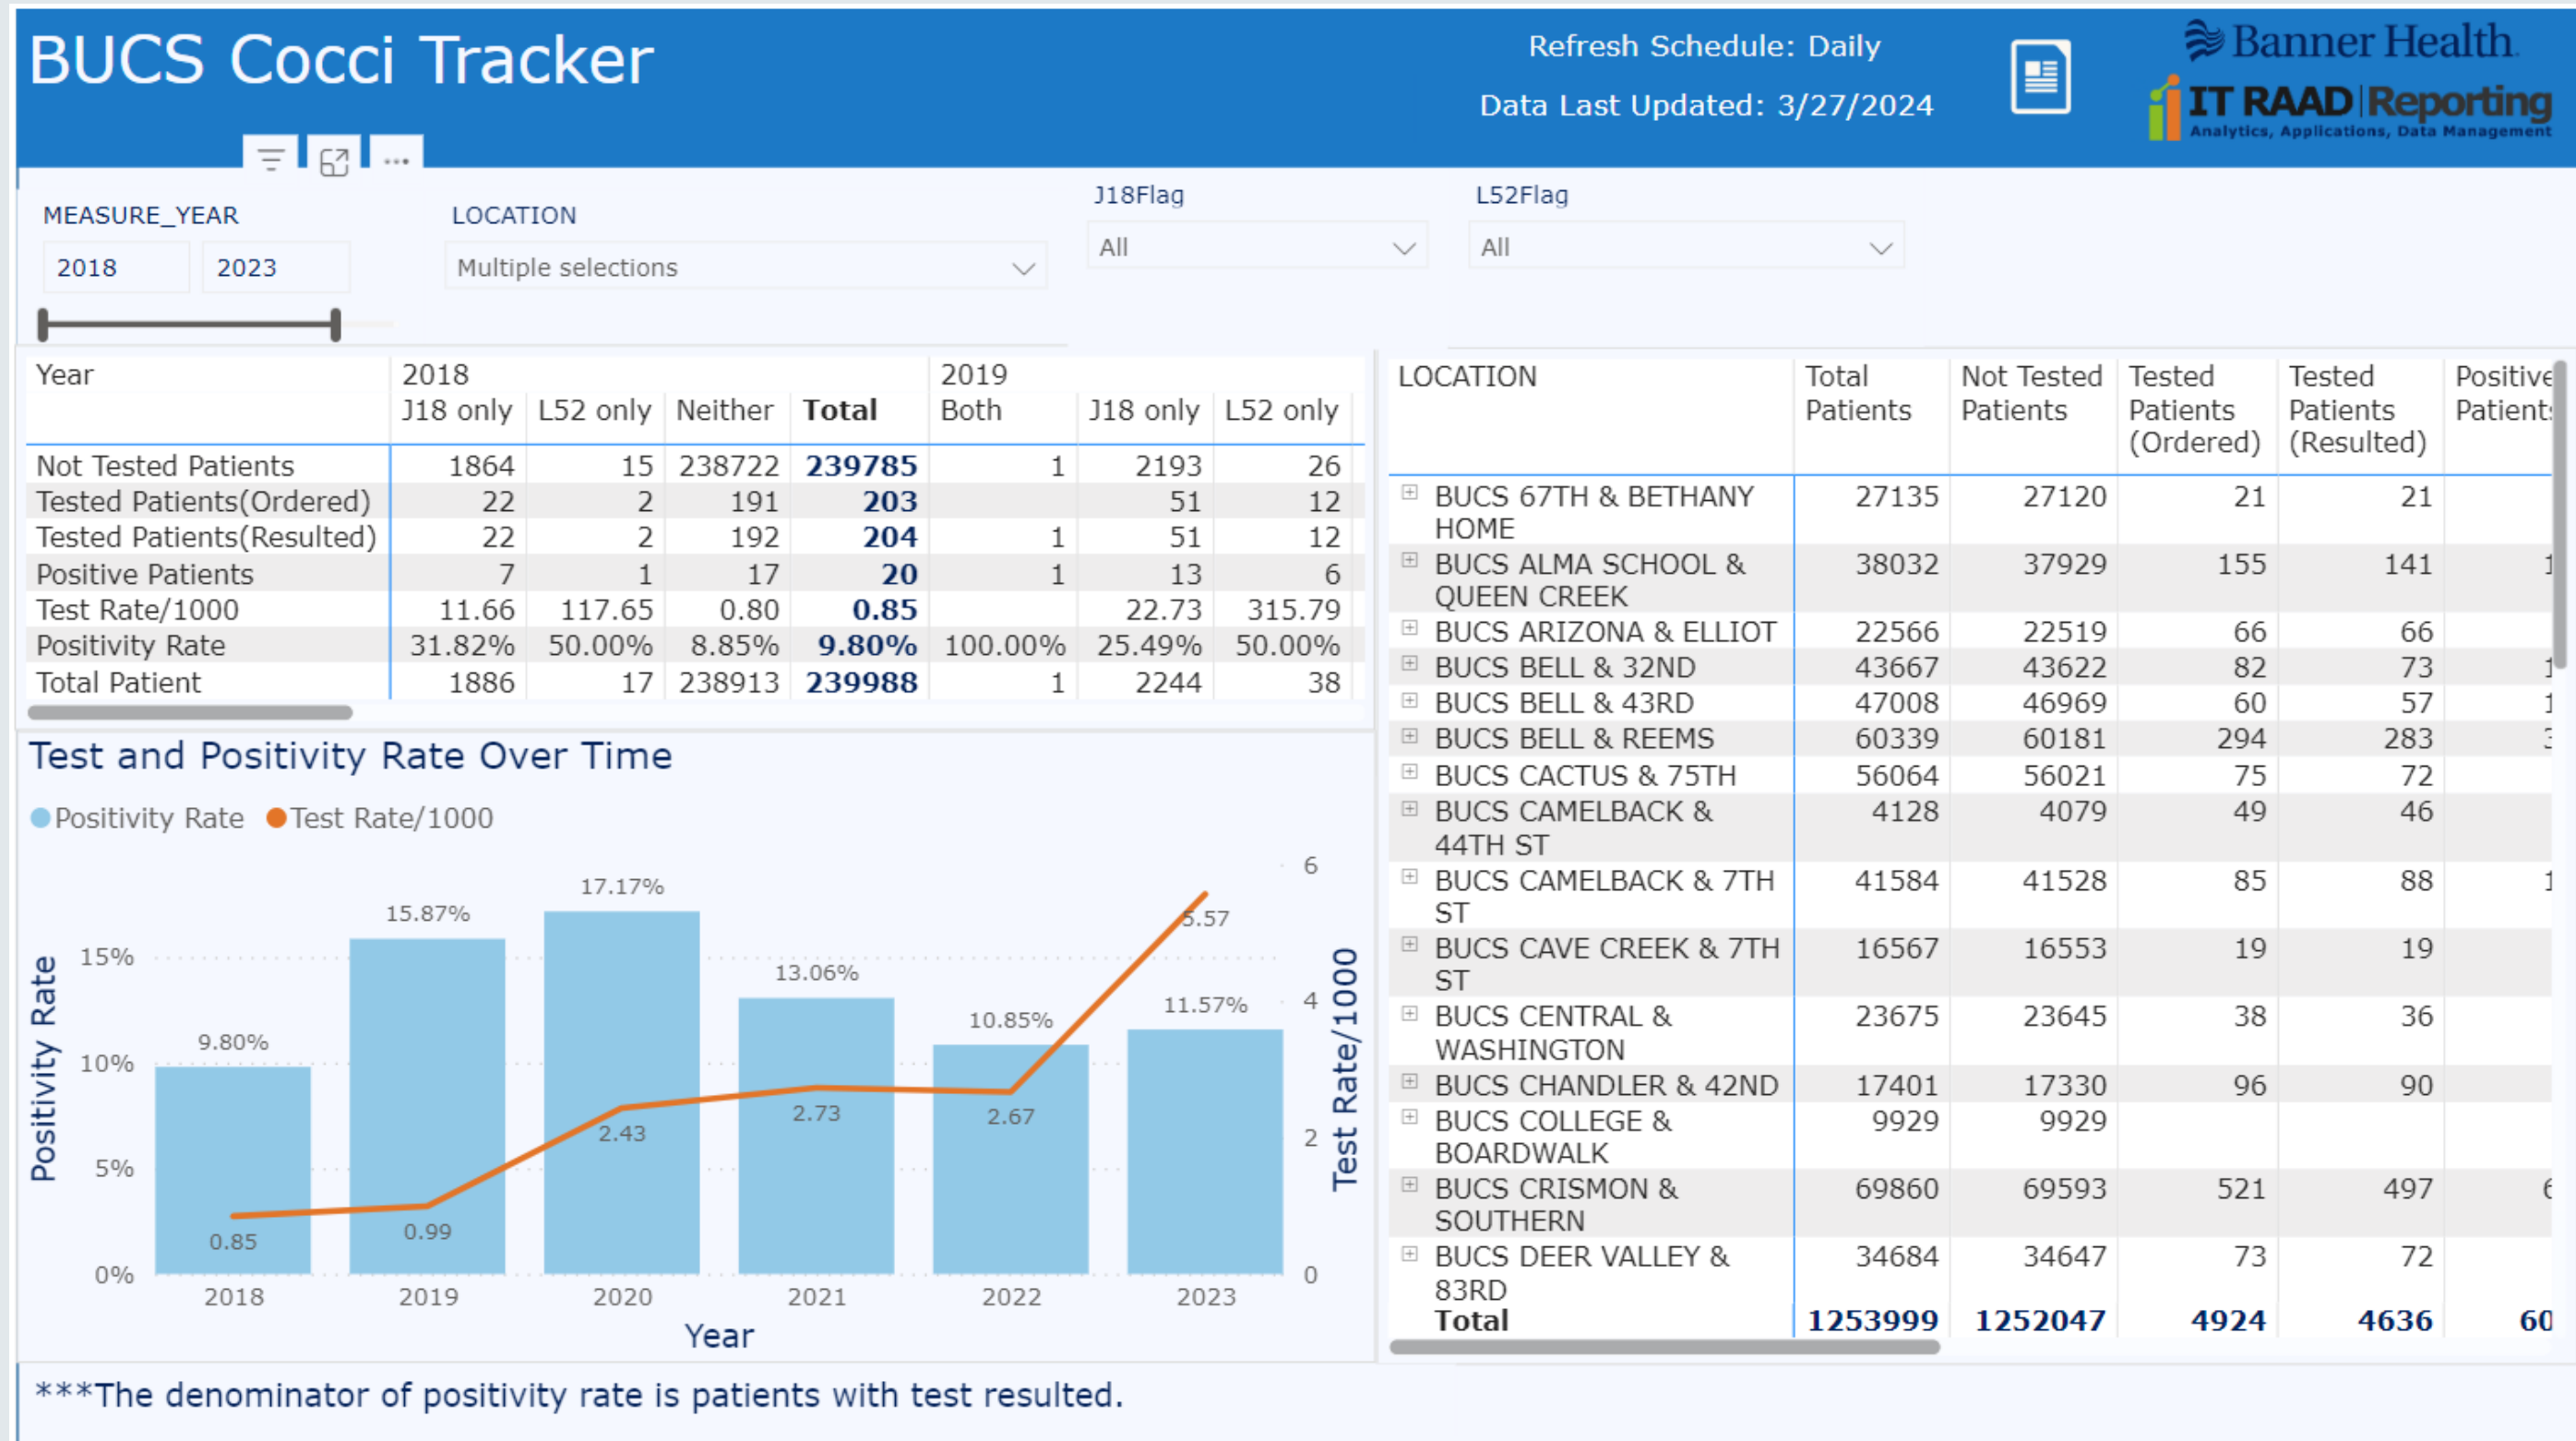 BUCS Cocci Tracker
Refresh Schedule: Daily
Data Last Updated: 3/27/2024
Banner Health
IT RAAD|Reporting
Analytics, Applications, Data Management
MEASURE_YEAR
2018 2023
LOCATION
Multiple selections
J18Flag
All
L52Flag
All
Year 2018 2019
J18 only L52 only Neither Total Both J18 only L52 only
Not Tested Patients 1864 15 238722 239785 1 2193 26
Tested Patients(Ordered) 22 2 191 203 51 12
Tested Patients(Resulted) 22 2 192 204 1 51 12
Positive Patients 7 1 17 20 1 13 6
Test Rate/1000 11.66 117.65 0.80 0.85 22.73 315.79
Positivity Rate 31.82% 50.00% 8.85% 9.80% 100.00% 25.49% 50.00%
Total Patient 1886 17 238913 239988 1 2244 38
Test and Positivity Rate Over Time
Positivity Rate Test Rate/1000
Positivity Rate
15%
10%
5%
0%
9.80%
15.87%
17.17%
13.06%
10.85%
11.57%
0.85
0.99
2.43
2.73
2.67
5.57
6
4
2
0
Test Rate/1000
2018 2019 2020 2021 2022 2023
Year
LOCATION Total Not Tested Tested Tested Positive
Patients Patients Patients Patients Patient
(Ordered) (Resulted)
BUCS 67TH & BETHANY 27135 27120 21 21
HOME
BUCS ALMA SCHOOL & 38032 37929 155 141 1
QUEEN CREEK
BUCS ARIZONA & ELLIOT 22566 22519 66 66
BUCS BELL & 32ND 43667 43622 82 73 1
BUCS BELL & 43RD 47008 46969 60 57 1
BUCS BELL & REEMS 60339 60181 294 283 3
BUCS CACTUS & 75TH 56064 56021 75 72
BUCS CAMELBACK & 4128 4079 49 46
44TH ST
BUCS CAMELBACK & 7TH 41584 41528 85 88 1
ST
BUCS CAVE CREEK & 7TH 16567 16553 19 19
ST
BUCS CENTRAL & 23675 23645 38 36
WASHINGTON
BUCS CHANDLER & 42ND 17401 17330 96 90
BUCS COLLEGE & 9929 9929
BOARDWALK
BUCS CRISMON & 69860 69593 521 497 6
SOUTHERN
BUCS DEER VALLEY & 34684 34647 73 72
83RD
Total 1253999 1252047 4924 4636 60
***The denominator of positivity rate is patients with test resulted.